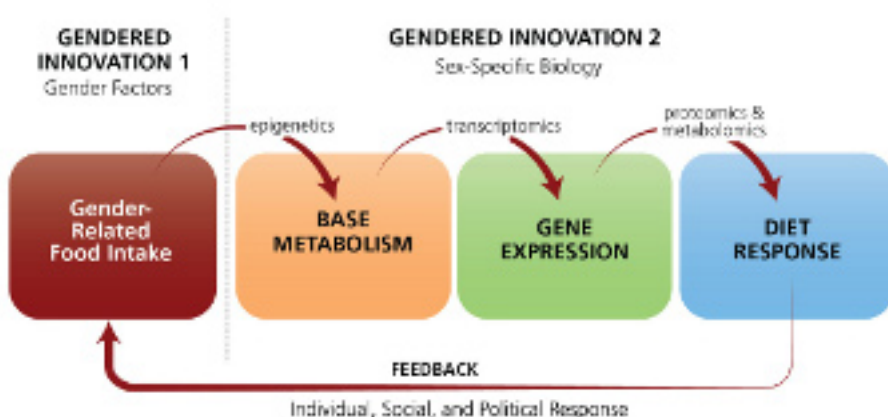 GENDERED
INNOVATION 1
Gender Factors
GENDERED INNOVATION 2
Sex-Specific Biology
epigenetics
transcriptomics
proteomics &
metabolomics
Gender-
Related
Food Intake
BASE
METABOLISM
GENE
EXPRESSION
DIET
RESPONSE
FEEDBACK
Individual, Social, and Political Response